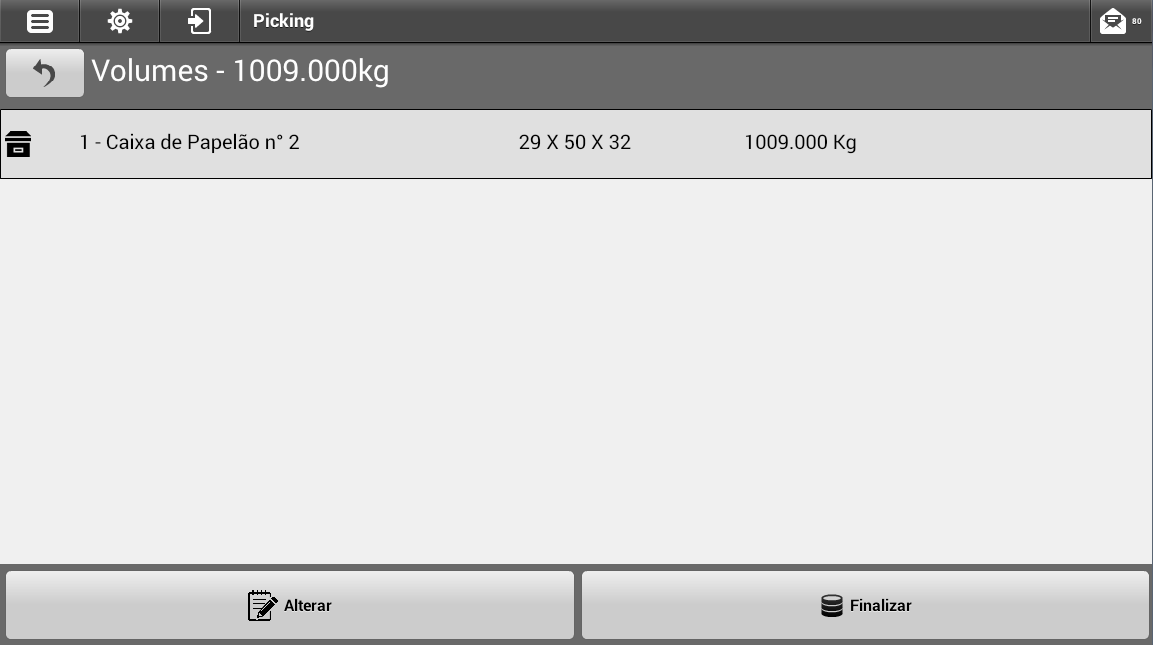 Picking
80
Volumes - 1009.000kg
1 - Caixa de Papelão n° 2 29 X 50 X 32 1009.000 Kg
Alterar
Finalizar